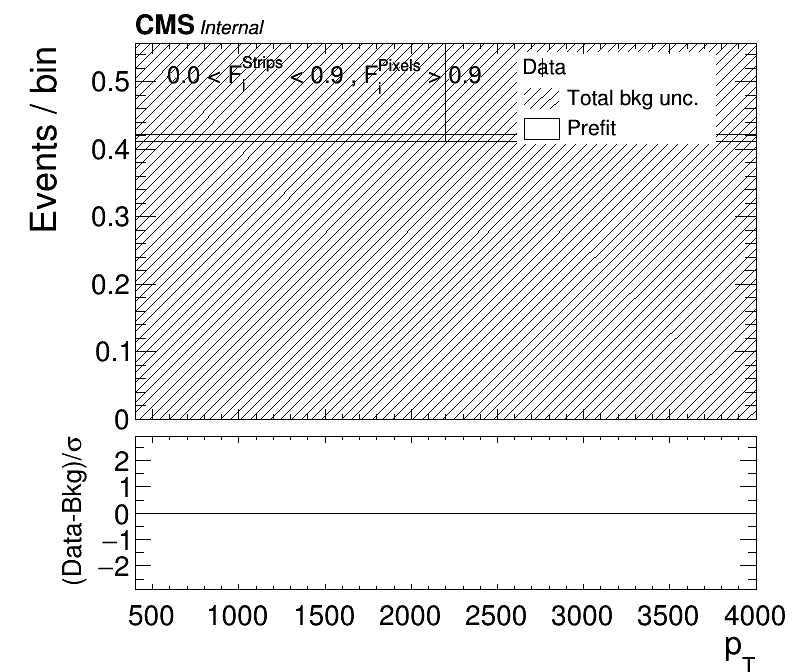 CMS Internal
0.0 < F_i^Strips < 0.9 , F_i^Pixels > 0.9
Data
Total bkg unc.
Prefit
Events / bin
0.5
0.4
0.3
0.2
0.1
0
(Data-Bkg)/σ
2
1
0
−1
−2
500 1000 1500 2000 2500 3000 3500 4000
p_T